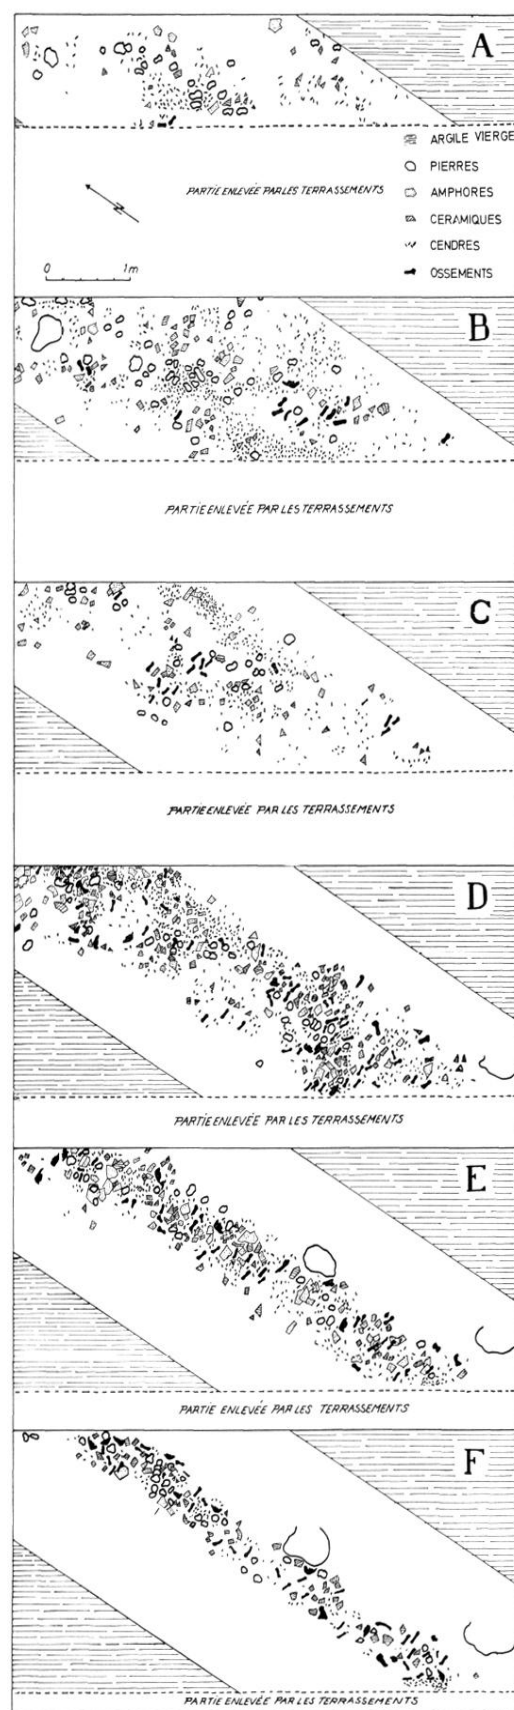 A
ARGILE VIERGE
PIERRES
AMPHORES
CERAMIQUES
CENDRES
OSSEMENTS
PARTIE ENLEVÉE PAR LES TERRASSEMENTS
N
0 1m
B
PARTIE ENLEVÉE PAR LES TERRASSEMENTS
C
PARTIE ENLEVÉE PAR LES TERRASSEMENTS
D
PARTIE ENLEVÉE PAR LES TERRASSEMENTS
E
PARTIE ENLEVÉE PAR LES TERRASSEMENTS
F
PARTIE ENLEVÉE PAR LES TERRASSEMENTS